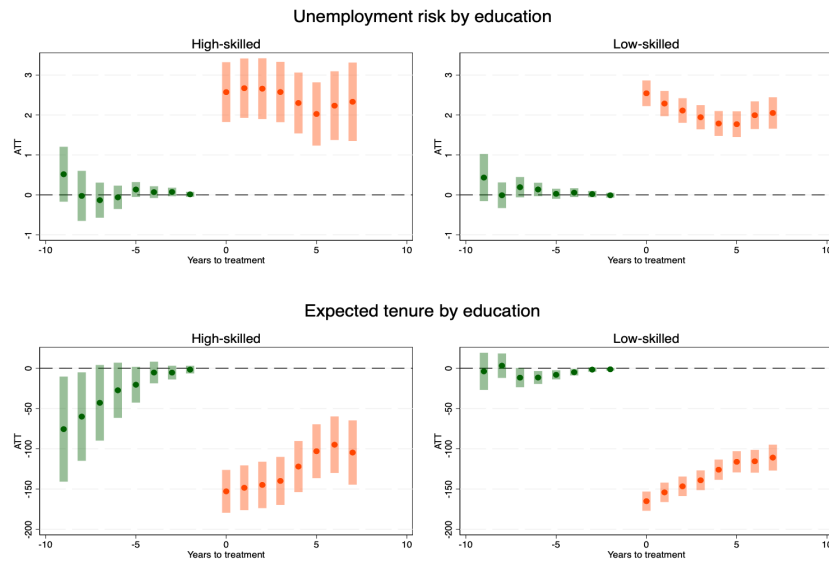 Unemployment risk by education
High-skilled
ATT
3
2
1
0
-1
-10 -5 0 5 10
Years to treatment
Low-skilled
ATT
3
2
1
0
-1
-10 -5 0 5 10
Years to treatment
Expected tenure by education
High-skilled
ATT
0
-50
-100
-150
-200
-10 -5 0 5 10
Years to treatment
Low-skilled
ATT
0
-50
-100
-150
-200
-10 -5 0 5 10
Years to treatment